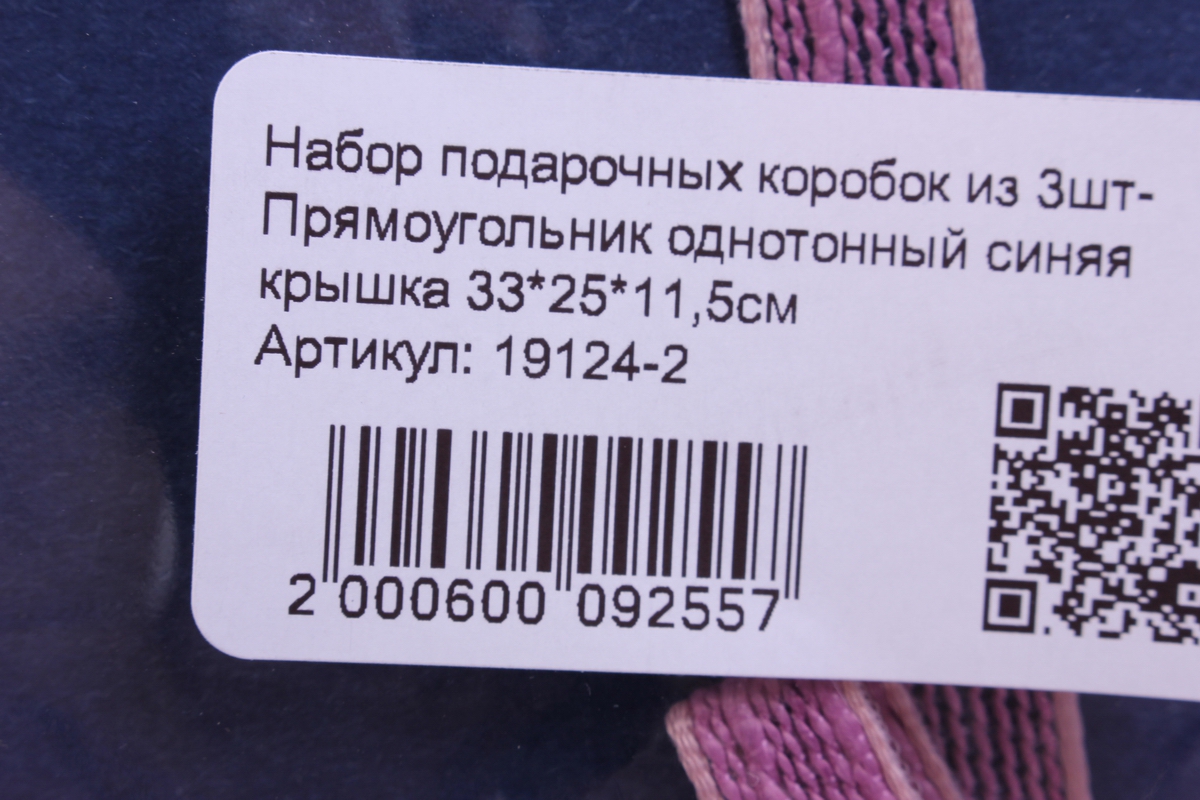 Набор подарочных коробок из 3шт-
Прямоугольник однотонный синяя
крышка 33*25*11,5см
Артикул: 19124-2
2 000600 092557